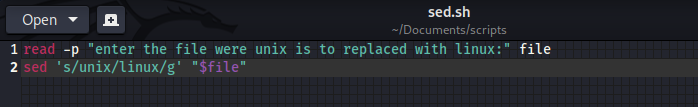 Open
sed.sh
~/Documents/scripts
1 read -p "enter the file were unix is to replaced with linux:" file
2 sed 's/unix/linux/g' "$file"